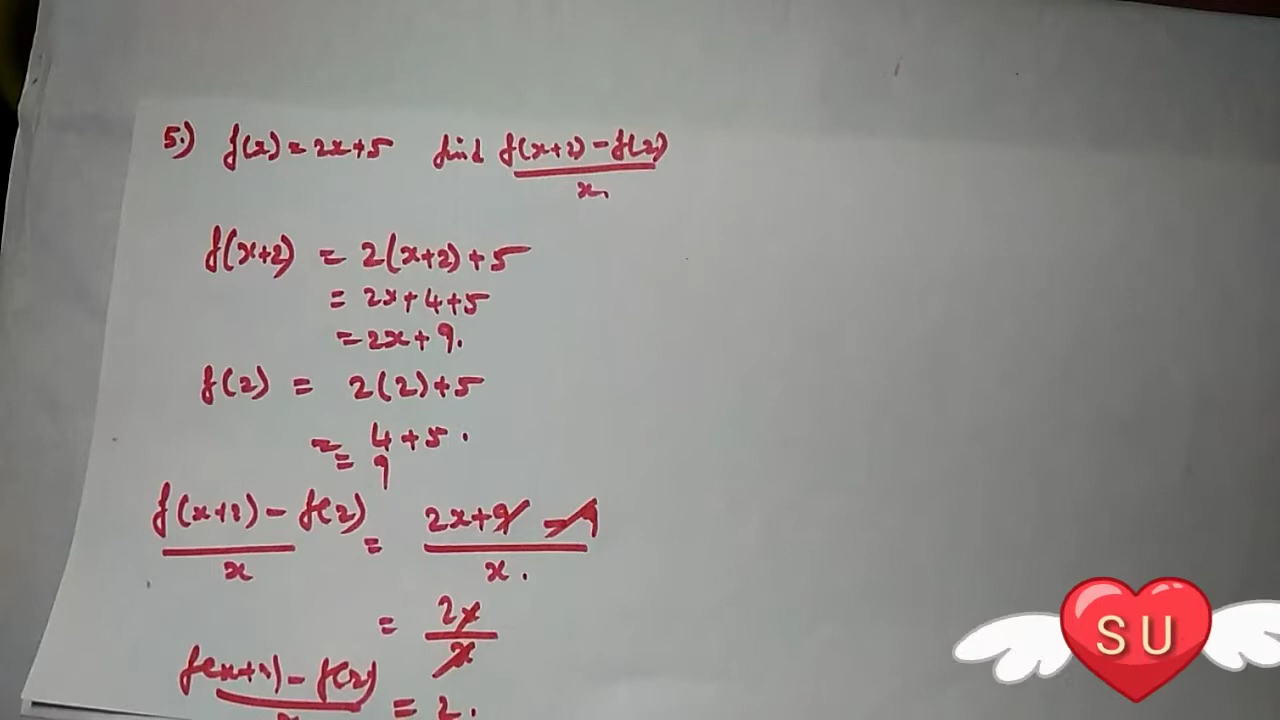 5.) f(x) = 2x+5 find f(x+2) - f(2)
x
f(x+2) = 2(x+2)+5
= 2x+4+5
= 2x+9.
f(2) = 2(2)+5
= 4+5.
= 9
f(x+2) - f(2) = 2x+9 - 9
x x.
= 2x
x
f(x+2) - f(2) = 2.
x
SU